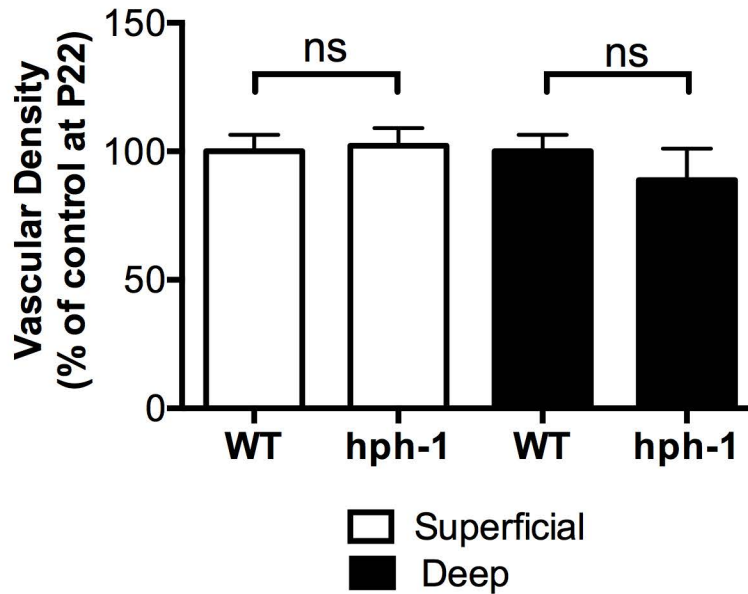 Vascular Density
(% of control at P22)
150
100
50
0
ns
ns
WT
hph-1
WT
hph-1
Superficial
Deep